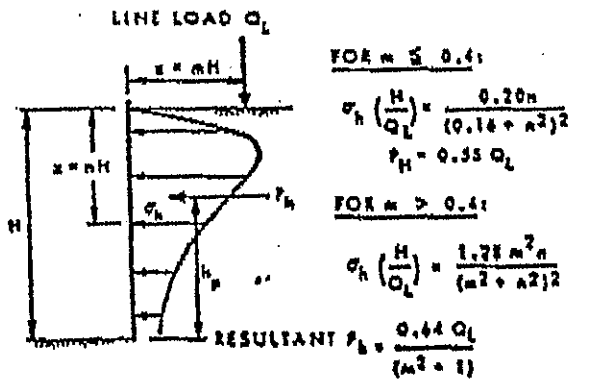 LINE LOAD Q_L
x = mH
FOR m ≤ 0.4:
σ_h (H/Q_L) = 0.20n/(0.16 + n²)²
P_H = 0.55 Q_L
z = nH
P_h
σ_h
H
FOR m > 0.4:
σ_h (H/Q_L) = 1.28 m²n/(m² + n²)²
h_p
RESULTANT P_h = 0.64 Q_L/(m² + 1)